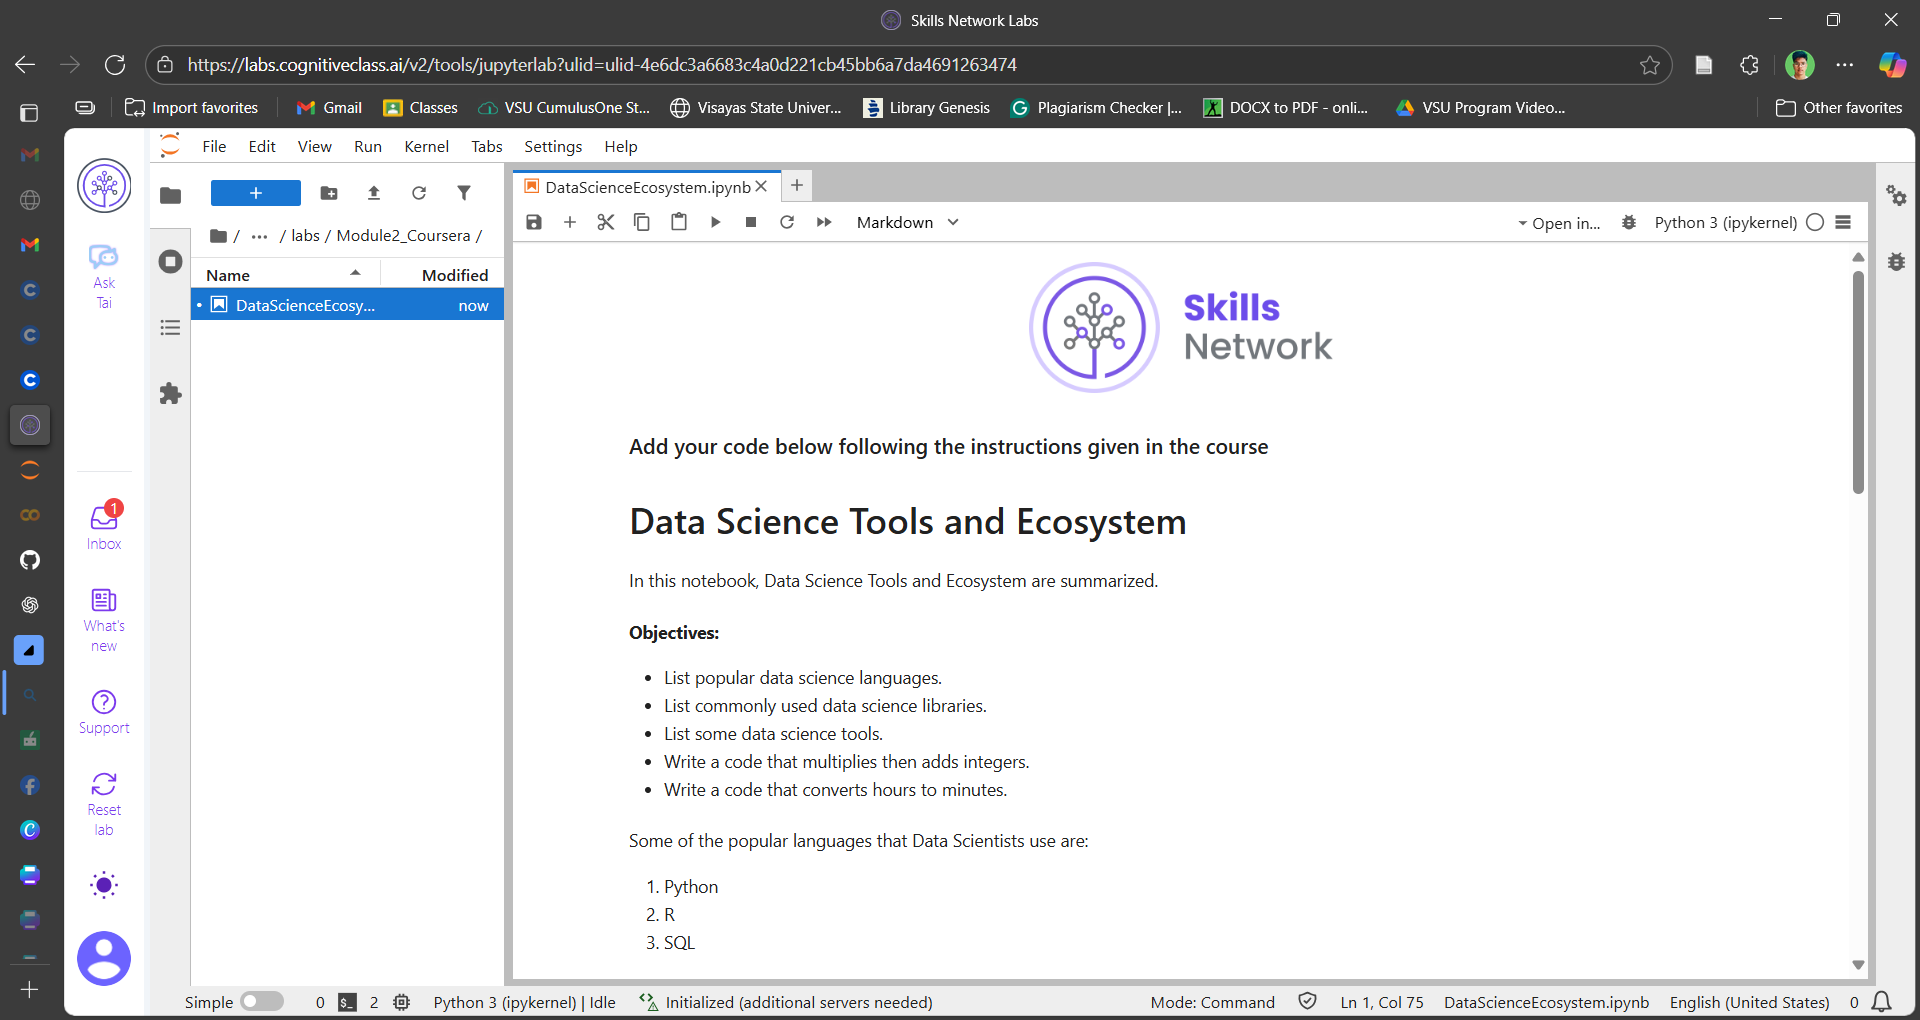 Skills Network Labs
https://labs.cognitiveclass.ai/v2/tools/jupyterlab?ulid=ulid-4e6dc3a6683c4a0d221cb45bb6a7da4691263474
Import favorites
Gmail
Classes
VSU CumulusOne St...
Visayas State Univer...
Library Genesis
Plagiarism Checker |...
DOCX to PDF - onli...
VSU Program Video...
Other favorites
File Edit View Run Kernel Tabs Settings Help
Ask
Tai
1
Inbox
What's
new
Support
Reset
lab
/ ... / labs / Module2_Coursera /
Name Modified
DataScienceEcosy... now
DataScienceEcosystem.ipynb
Markdown
Open in...
Python 3 (ipykernel)
Skills
Network
Add your code below following the instructions given in the course
Data Science Tools and Ecosystem
In this notebook, Data Science Tools and Ecosystem are summarized.
Objectives:
• List popular data science languages.
• List commonly used data science libraries.
• List some data science tools.
• Write a code that multiplies then adds integers.
• Write a code that converts hours to minutes.
Some of the popular languages that Data Scientists use are:
1. Python
2. R
3. SQL
Simple 0 $_ 2 Python 3 (ipykernel) | Idle Initialized (additional servers needed) Mode: Command Ln 1, Col 75 DataScienceEcosystem.ipynb English (United States) 0